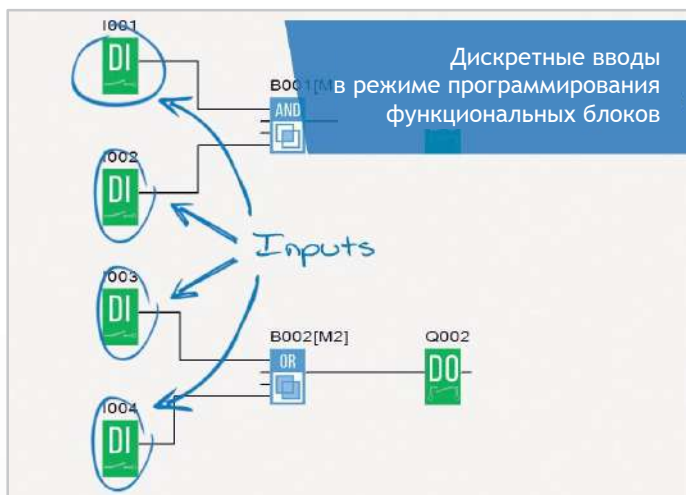 I001
DI
Дискретные вводы
в режиме программирования
функциональных блоков
B001[M
AND
I002
DI
Inputs
I003
DI
B002[M2]
OR
Q002
DO
I004
DI